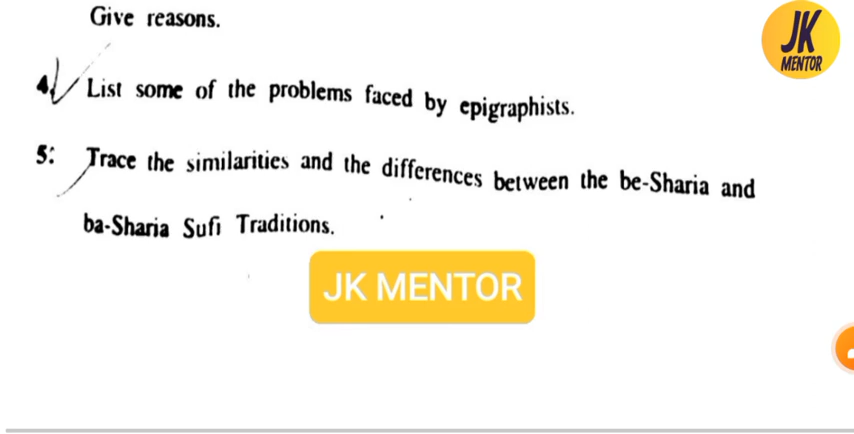 Give reasons.
JK
MENTOR
4. List some of the problems faced by epigraphists.
5: Trace the similarities and the differences between the be-Sharia and
ba-Sharia Sufi Traditions.
JK MENTOR